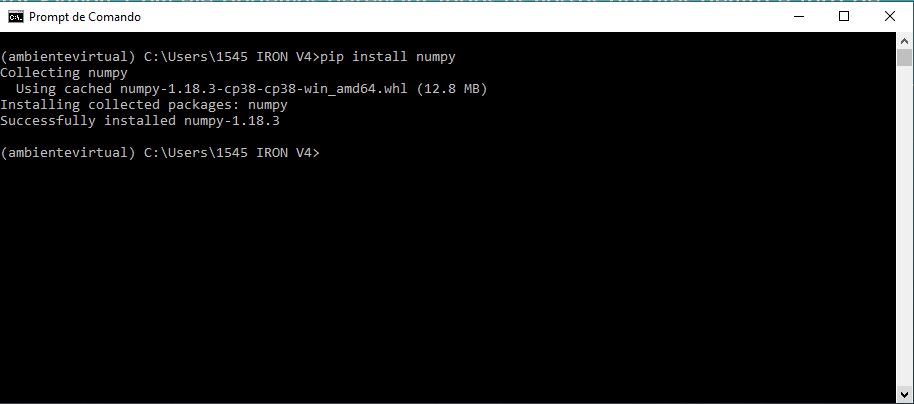 Prompt de Comando
(ambientevirtual) C:\Users\1545 IRON V4>pip install numpy
Collecting numpy
  Using cached numpy-1.18.3-cp38-cp38-win_amd64.whl (12.8 MB)
Installing collected packages: numpy
Successfully installed numpy-1.18.3
(ambientevirtual) C:\Users\1545 IRON V4>